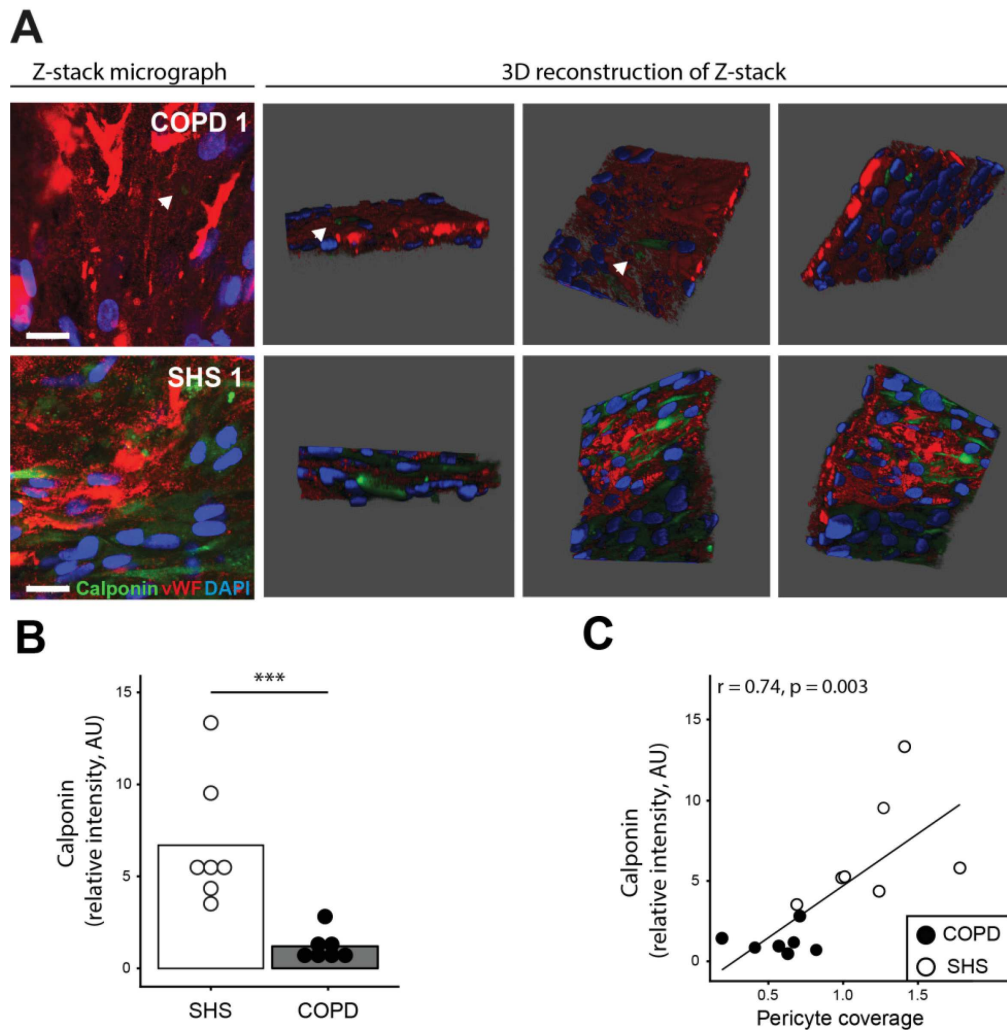 A
Z-stack micrograph
3D reconstruction of Z-stack
COPD 1
SHS 1
Calponin vWF DAPI
B
***
Calponin
(relative intensity, AU)
15
10
5
0
SHS
COPD
C
r = 0.74, p = 0.003
Calponin
(relative intensity, AU)
15
10
5
0
0.5
1.0
1.5
Pericyte coverage
COPD
SHS